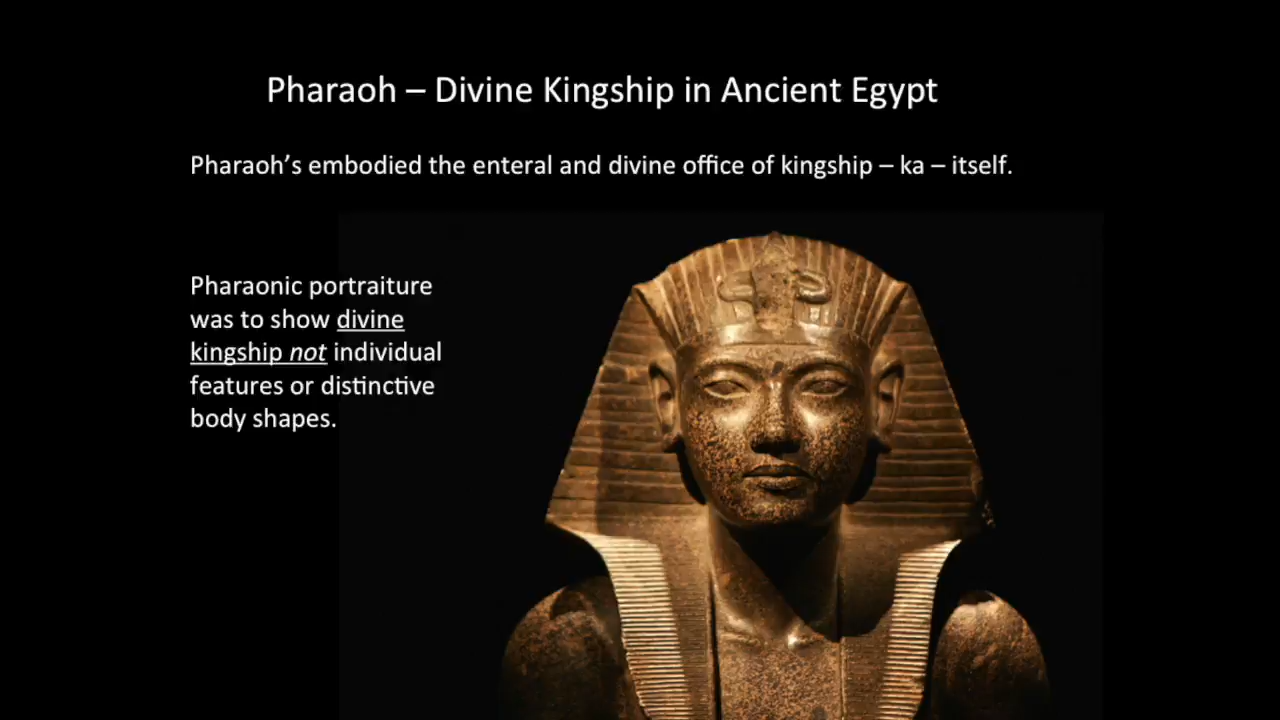 Pharaoh – Divine Kingship in Ancient Egypt
Pharaoh’s embodied the enteral and divine office of kingship – ka – itself.
Pharaonic portraiture
was to show divine
kingship not individual
features or distinctive
body shapes.